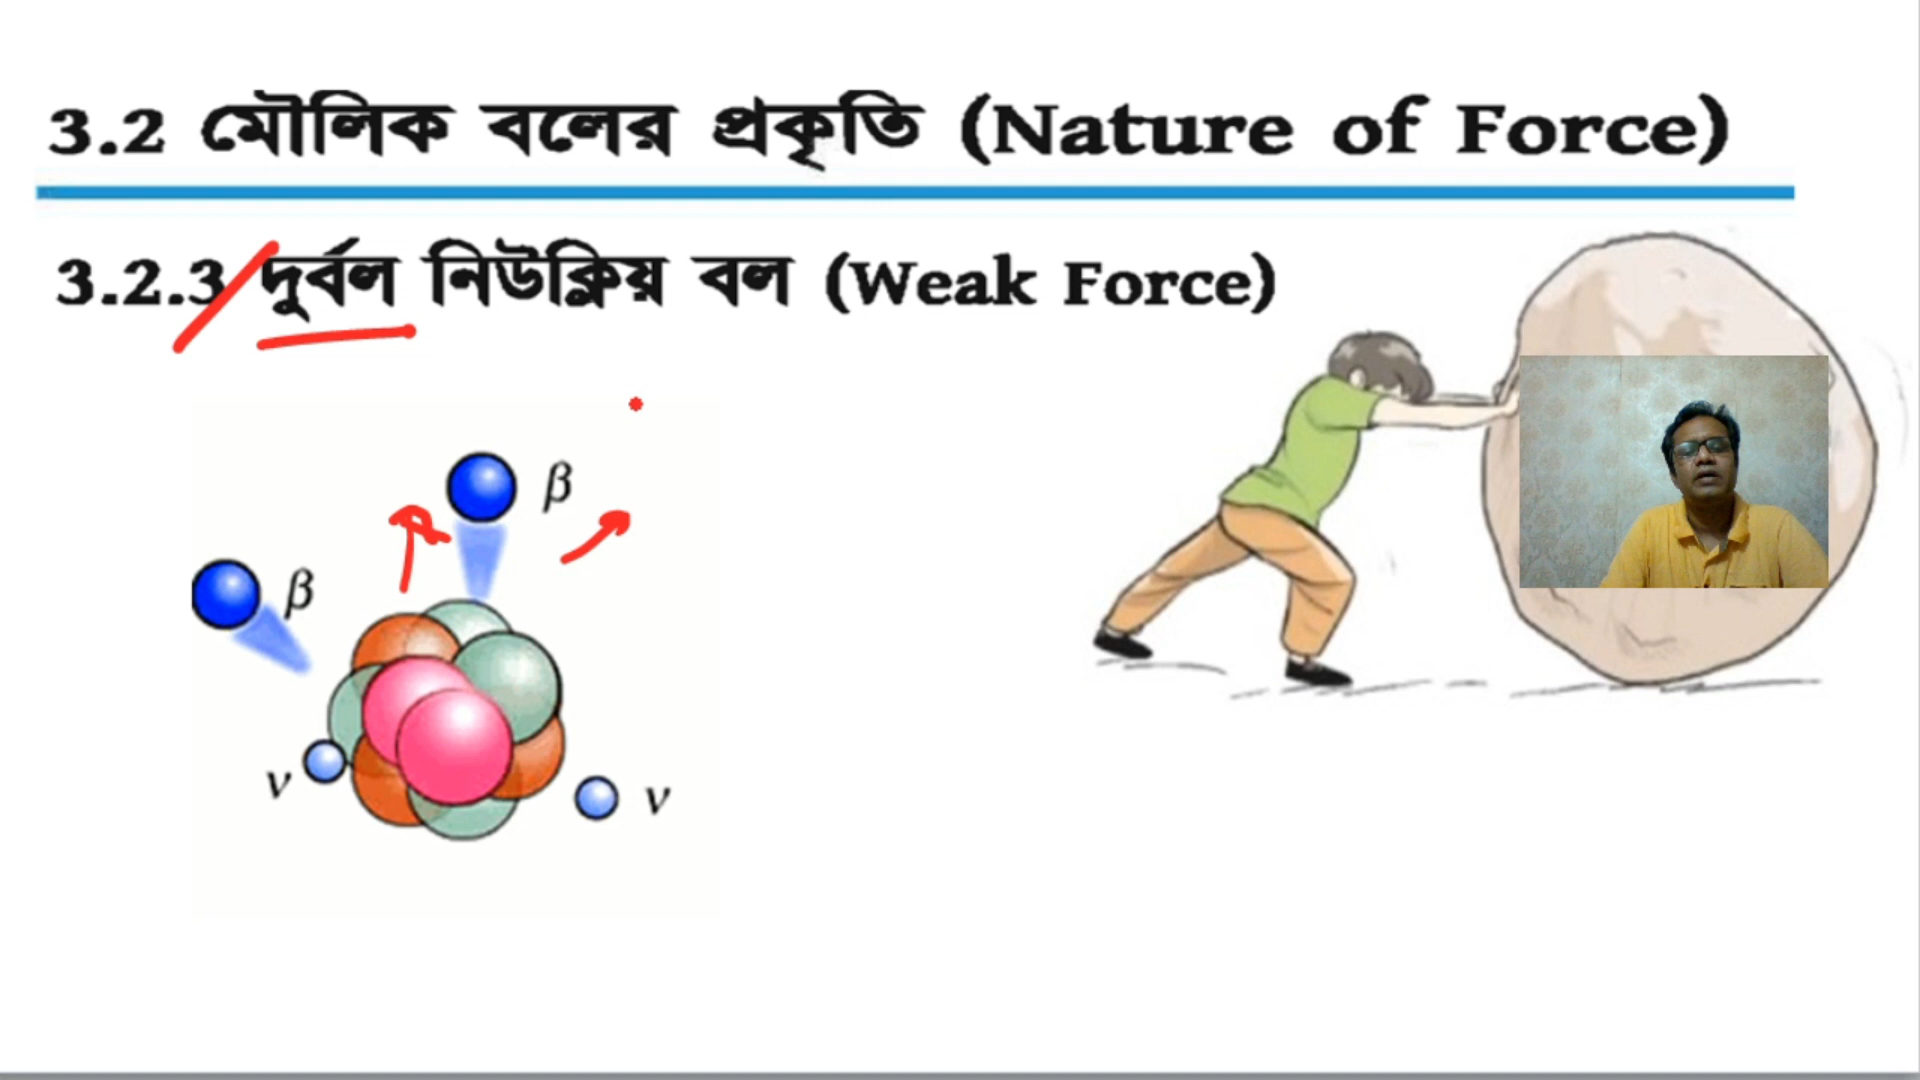 3.2 মৌলিক বলের প্রকৃতি (Nature of Force)
3.2.3 দুর্বল নিউক্লিয় বল (Weak Force)
β
β
ν
ν